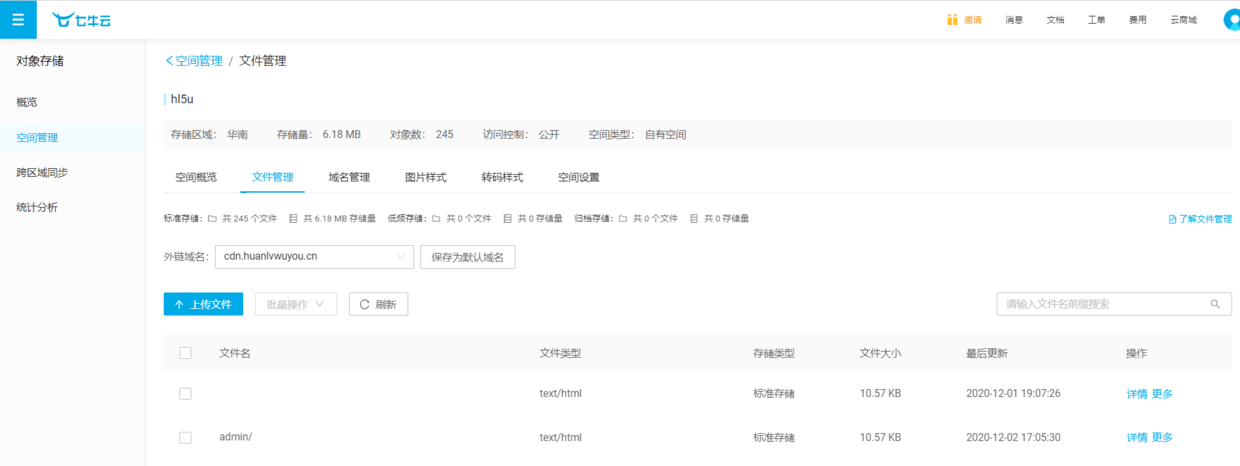 七牛云 邀请 消息 文档 工单 费用 云商城
对象存储
概览
空间管理
跨区域同步
统计分析
空间管理 / 文件管理
hl5u
存储区域: 华南 存储量: 6.18 MB 对象数: 245 访问控制: 公开 空间类型: 自有空间
空间概览 文件管理 域名管理 图片样式 转码样式 空间设置
标准存储: 共 245 个文件 共 6.18 MB 存储量 低频存储: 共 0 个文件 共 0 存储量 归档存储: 共 0 个文件 共 0 存储量 了解文件管理
外链域名: cdn.huanlvwuyou.cn 保存为默认域名
上传文件 批量操作 刷新 请输入文件名前缀搜索
文件名 文件类型 存储类型 文件大小 最后更新 操作
text/html 标准存储 10.57 KB 2020-12-01 19:07:26 详情 更多
admin/ text/html 标准存储 10.57 KB 2020-12-02 17:05:30 详情 更多